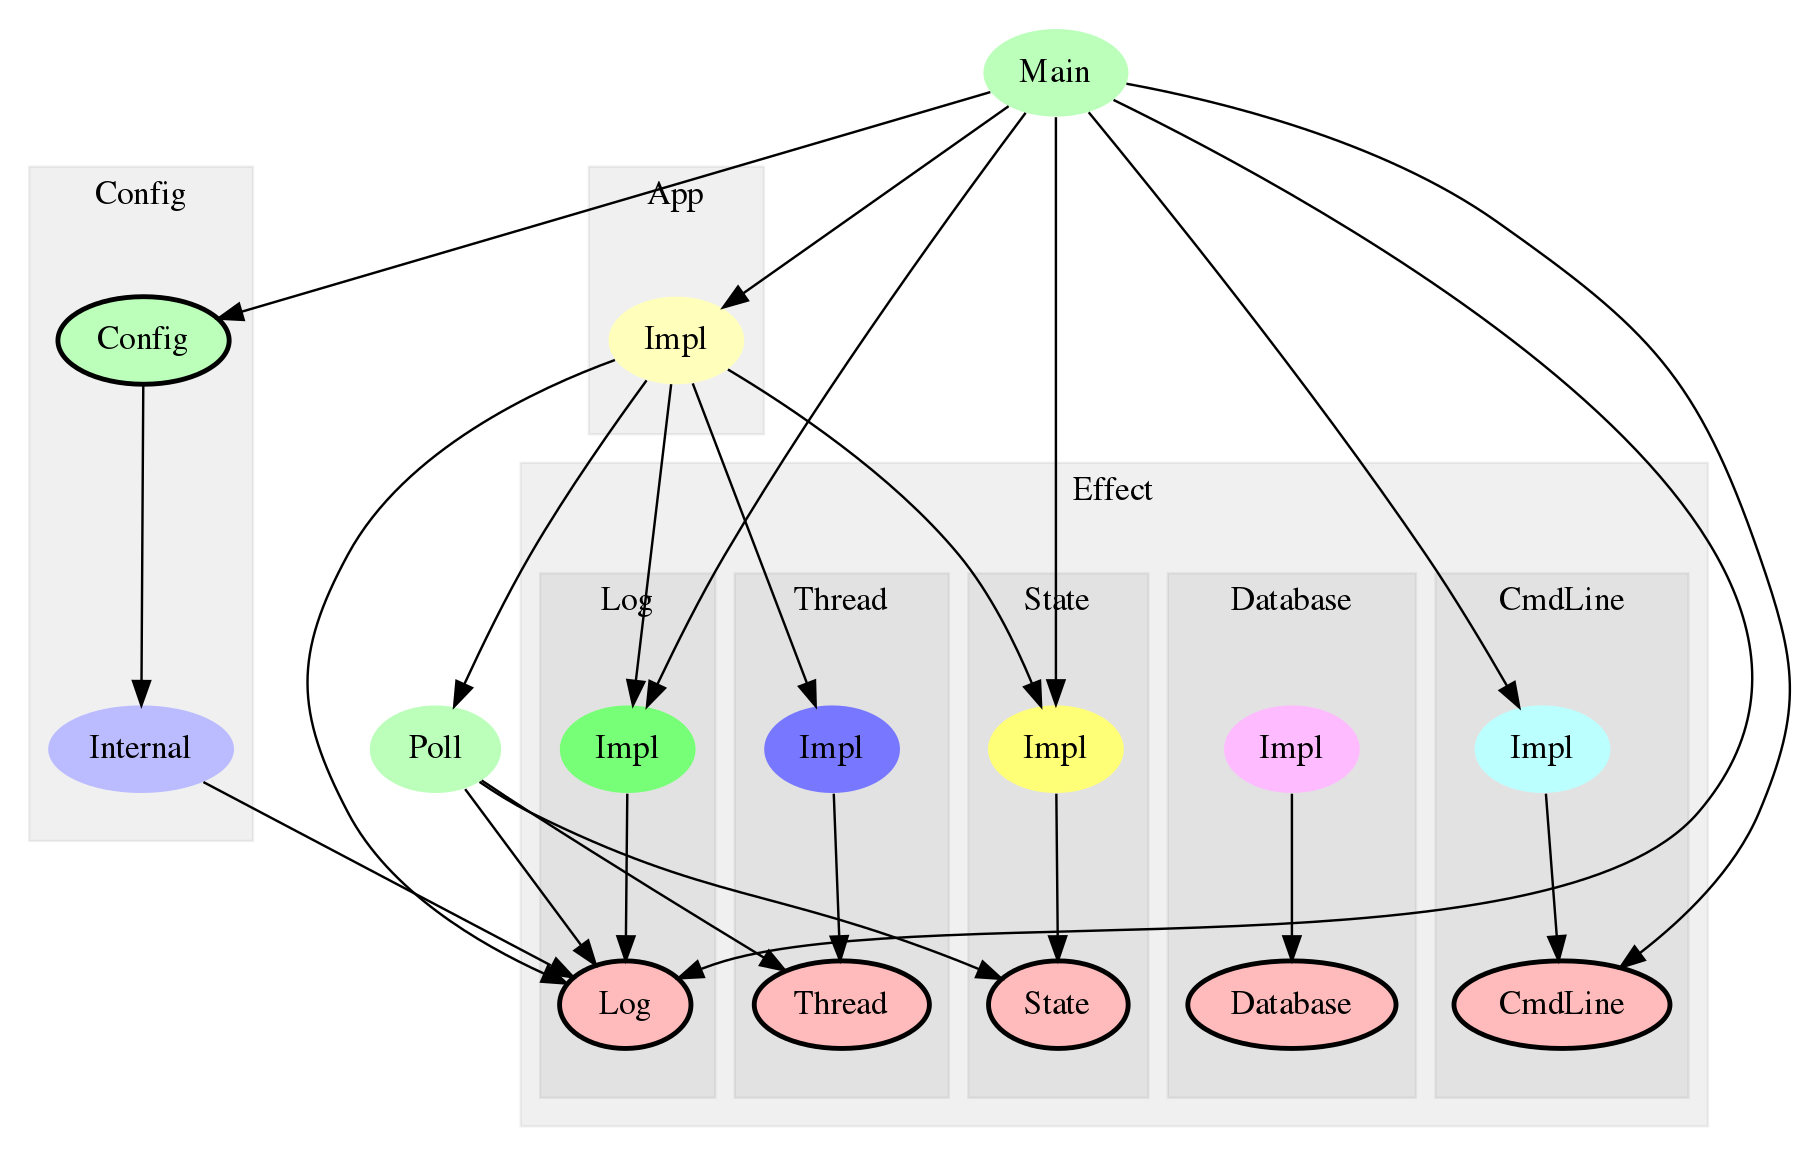 Main
Config
App
Config
Impl
Effect
Log
Thread
State
Database
CmdLine
Internal
Poll
Impl
Impl
Impl
Impl
Impl
Log
Thread
State
Database
CmdLine